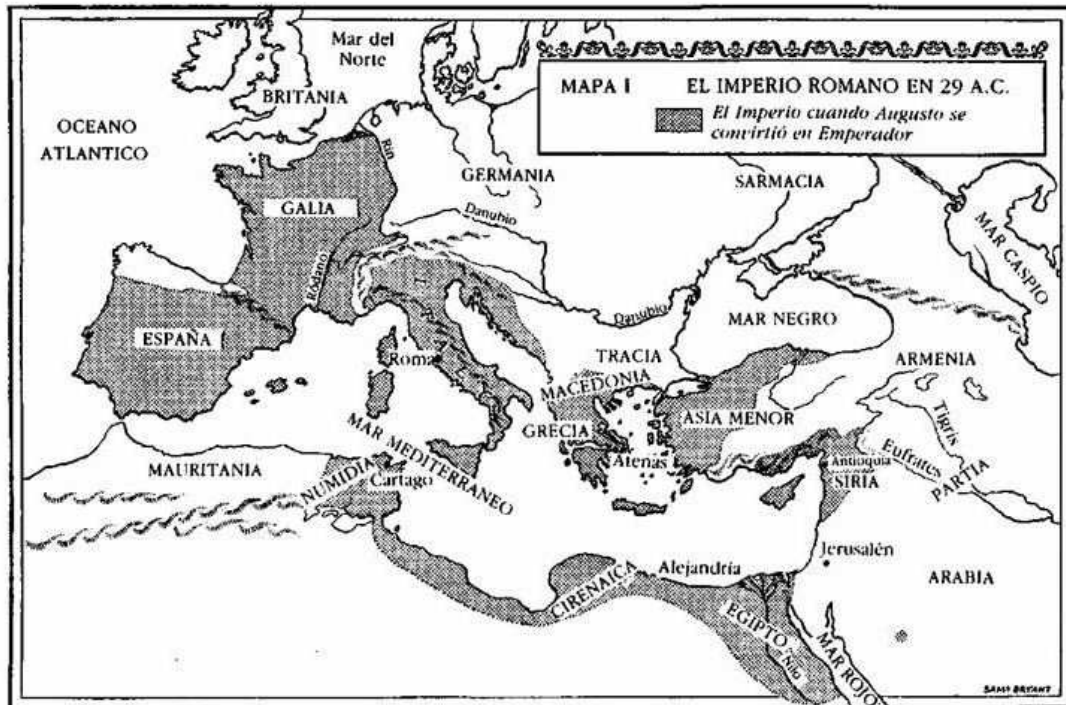 MAPA I EL IMPERIO ROMANO EN 29 A.C.
El Imperio cuando Augusto se
convirtió en Emperador
Mar del
Norte
BRITANIA
OCEANO
ATLANTICO
Rin
GERMANIA
SARMACIA
GALIA
Danubio
MAR CASPIO
Ródano
ESPAÑA
Danubio
MAR NEGRO
Roma
TRACIA
ARMENIA
MACEDONIA
ASIA MENOR
GRECIA
Tigris
MAR MEDITERRANEO
Atenas
Eufrates
MAURITANIA
NUMIDIA
Cartago
Antioquía
SIRIA
PARTIA
Jerusalén
Alejandría
ARABIA
CIRENAICA
EGIPTO
Nilo
MAR ROJO
SAM BRYANT